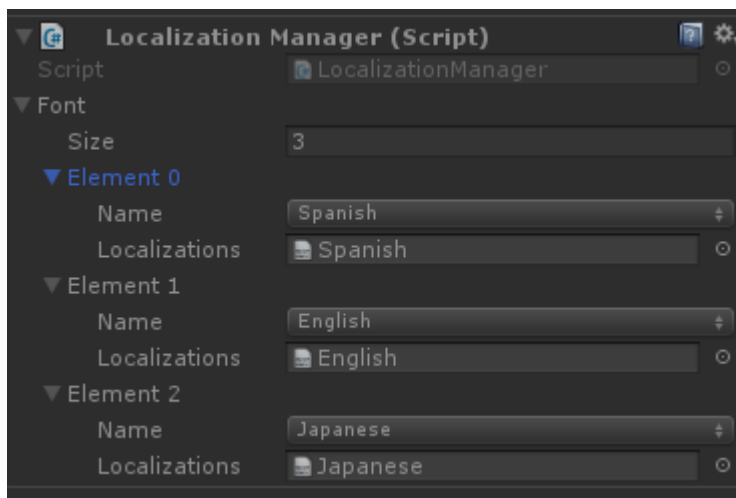 Localization Manager (Script)
Script LocalizationManager
Font
Size 3
Element 0
Name Spanish
Localizations Spanish
Element 1
Name English
Localizations English
Element 2
Name Japanese
Localizations Japanese